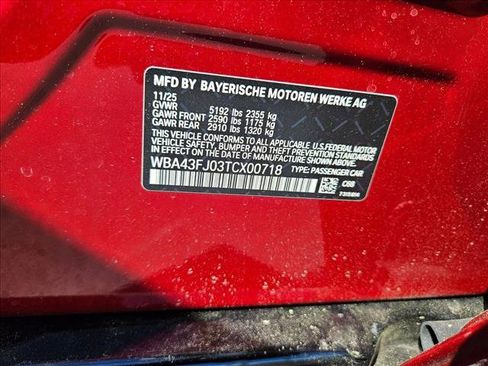 MFD BY BAYERISCHE MOTOREN WERKE AG
11/25
GVWR 5192 lbs 2355 kg
GAWR FRONT 2590 lbs 1175 kg
GAWR REAR 2910 lbs 1320 kg
THIS VEHICLE CONFORMS TO ALL APPLICABLE U.S. FEDERAL MOTOR
VEHICLE SAFETY, BUMPER AND THEFT PREVENTION STANDARDS
IN EFFECT ON THE DATE OF MANUFACTURE SHOWN ABOVE.
WBA43FJ03TCX00718 TYPE: PASSENGER CAR